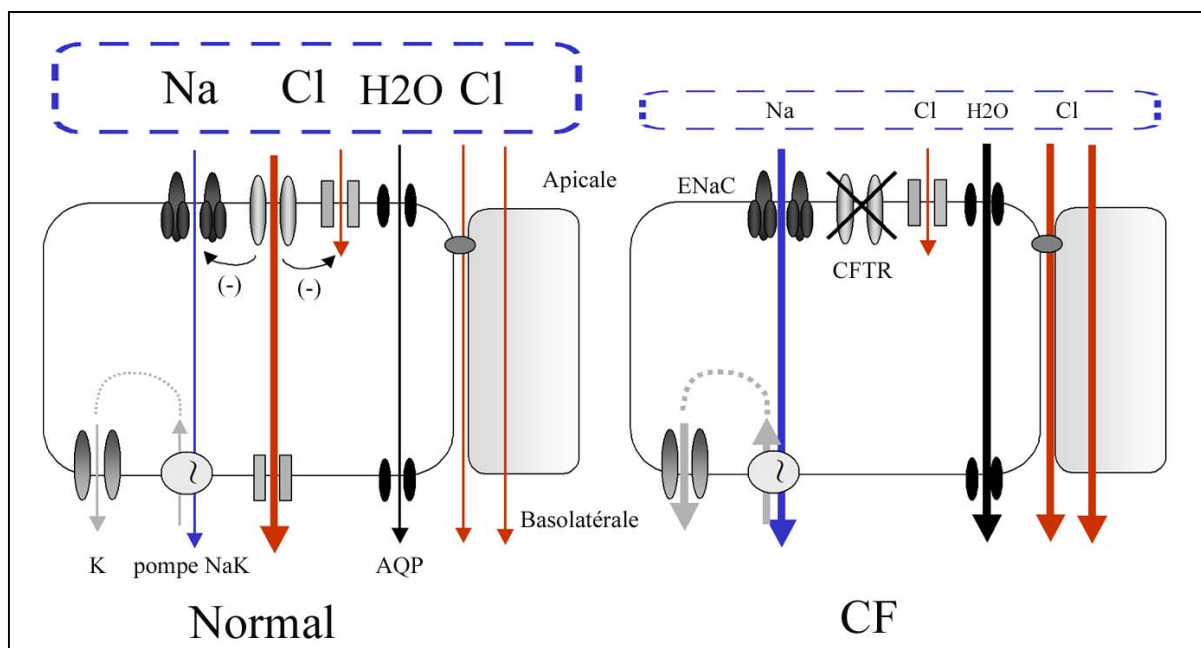 Na Cl H2O Cl
Apicale
(-) (-)
Basolatérale
K pompe NaK AQP
Normal
Na Cl H2O Cl
ENaC
CFTR
CF